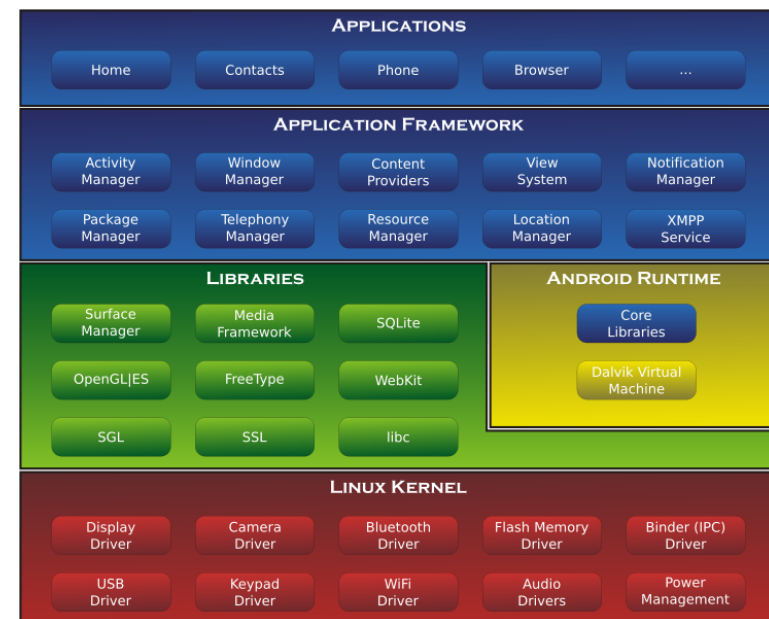 APPLICATIONS
Home Contacts Phone Browser ...
APPLICATION FRAMEWORK
Activity Manager
Window Manager
Content Providers
View System
Notification Manager
Package Manager
Telephony Manager
Resource Manager
Location Manager
XMPP Service
LIBRARIES
Surface Manager
Media Framework
SQLite
OpenGL|ES
FreeType
WebKit
SGL
SSL
libc
ANDROID RUNTIME
Core Libraries
Dalvik Virtual Machine
LINUX KERNEL
Display Driver
Camera Driver
Bluetooth Driver
Flash Memory Driver
Binder (IPC) Driver
USB Driver
Keypad Driver
WiFi Driver
Audio Drivers
Power Management